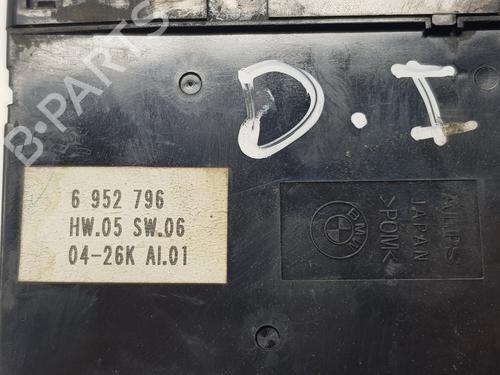 B-PARTS
D.I
6 952 796
HW.05 SW.06
04-26K AI.01
BMW
>POM<
JAPAN
ALPS